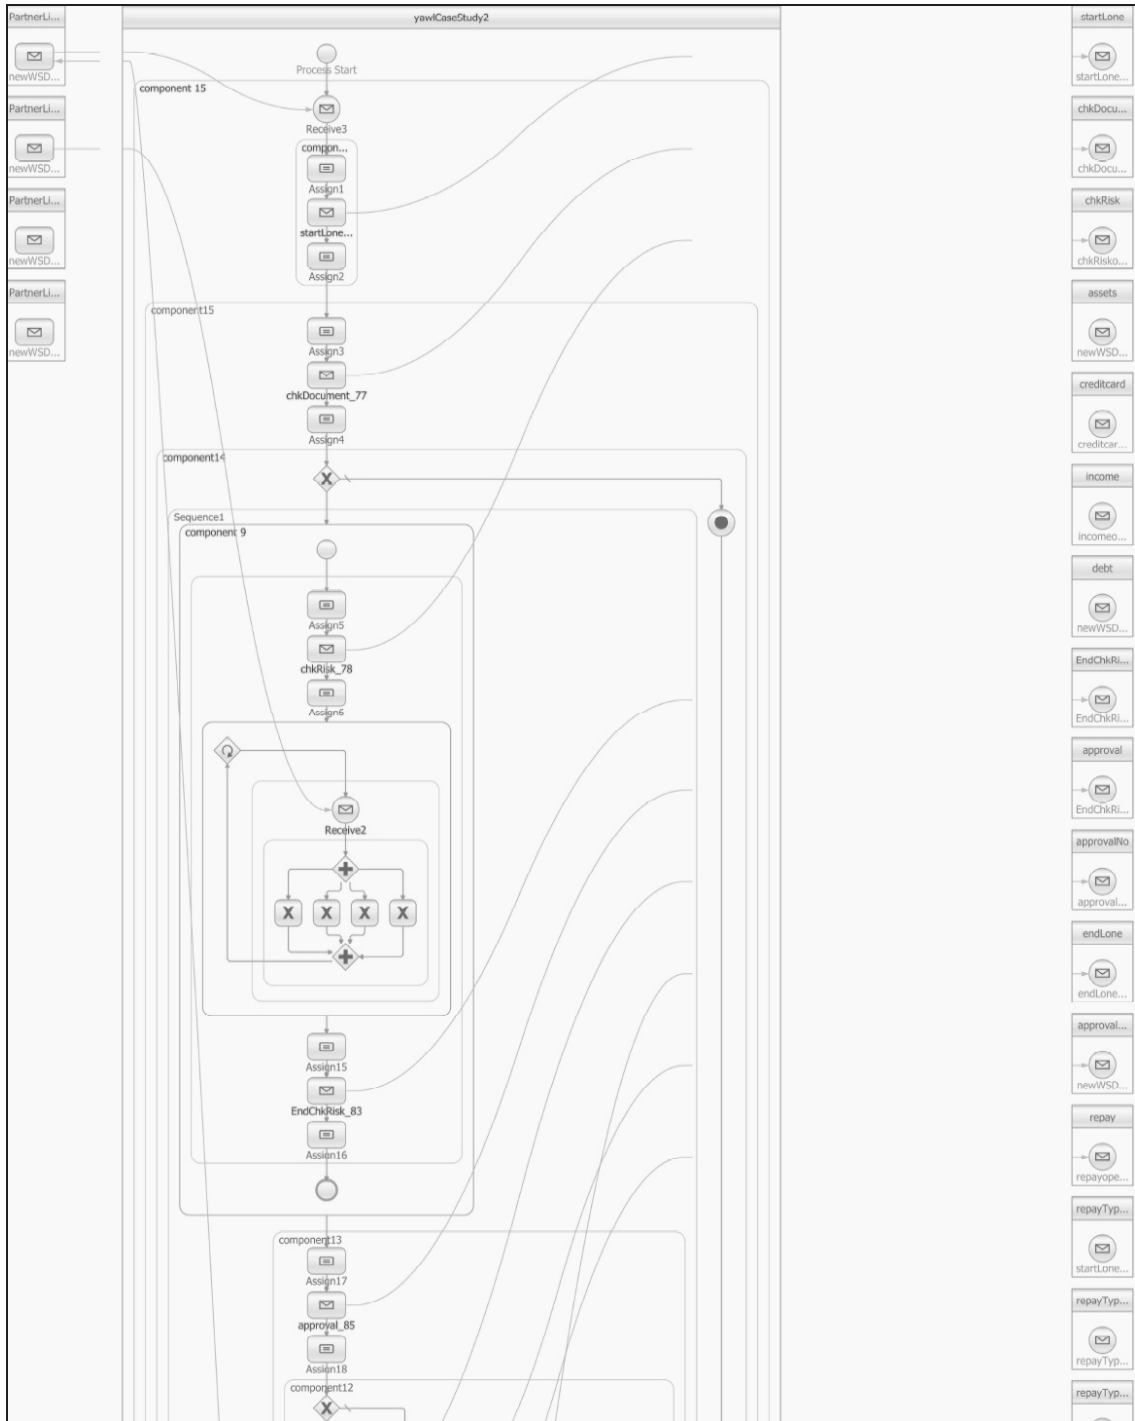 PartnerLi...
newWSD...
PartnerLi...
newWSD...
PartnerLi...
newWSD...
PartnerLi...
newWSD...
yawlCaseStudy2
Process Start
component 15
Receive3
compon...
Assign1
startLone...
Assign2
component15
Assign3
chkDocument_77
Assign4
component14
X
Sequence1
component 9
Assign5
chkRisk_78
Assign6
Receive2
X X X X
Assign15
EndChkRisk_83
Assign16
component13
Assign17
approval_85
Assign18
component12
X
startLone
startLone...
chkDocu...
chkDocu...
chkRisk
chkRisko...
assets
newWSD...
creditcard
creditcar...
income
incomeo...
debt
newWSD...
EndChkRi...
EndChkRi...
approval
EndChkRi...
approvalNo
approval...
endLone
endLone...
approval...
newWSD...
repay
repayope...
repayTyp...
startLone...
repayTyp...
repayTyp...
repayTyp...